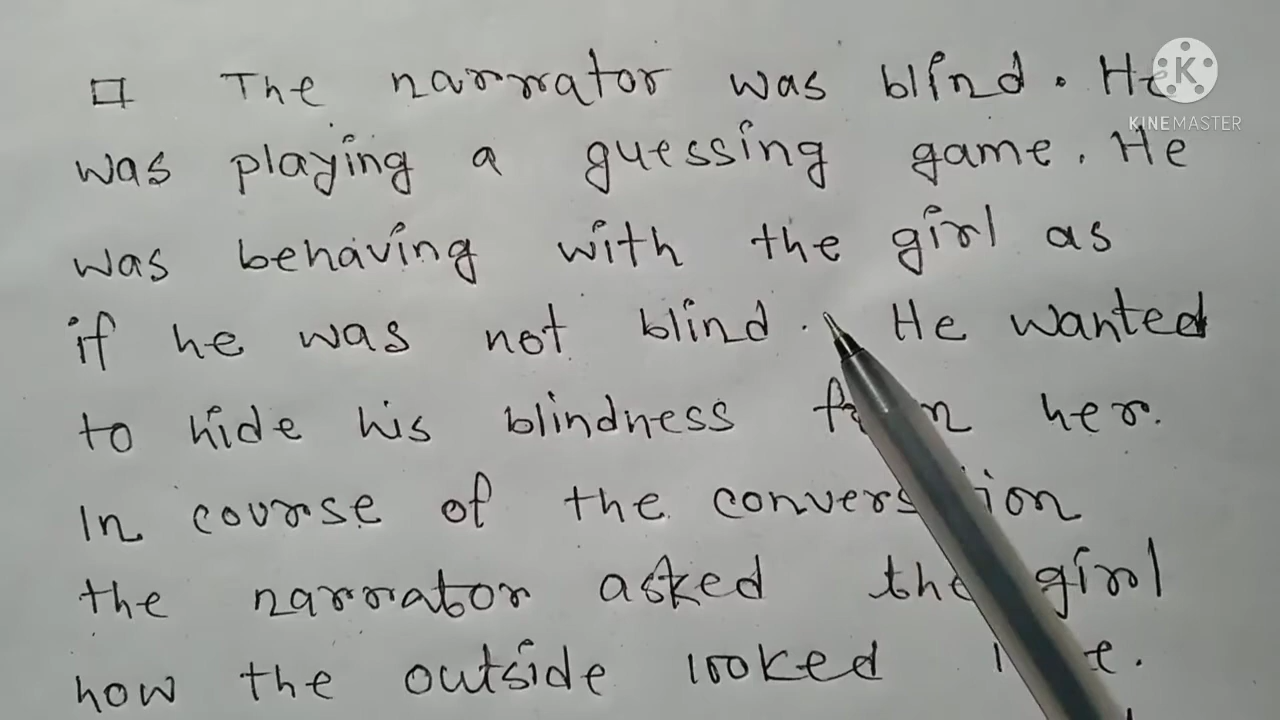 The narrator was blind. He
was playing a guessing game. He
was behaving with the girl as
if he was not blind. He wanted
to hide his blindness her.
In course of the
the narrator asked the girl
how the outside looked
K
KINEMASTER